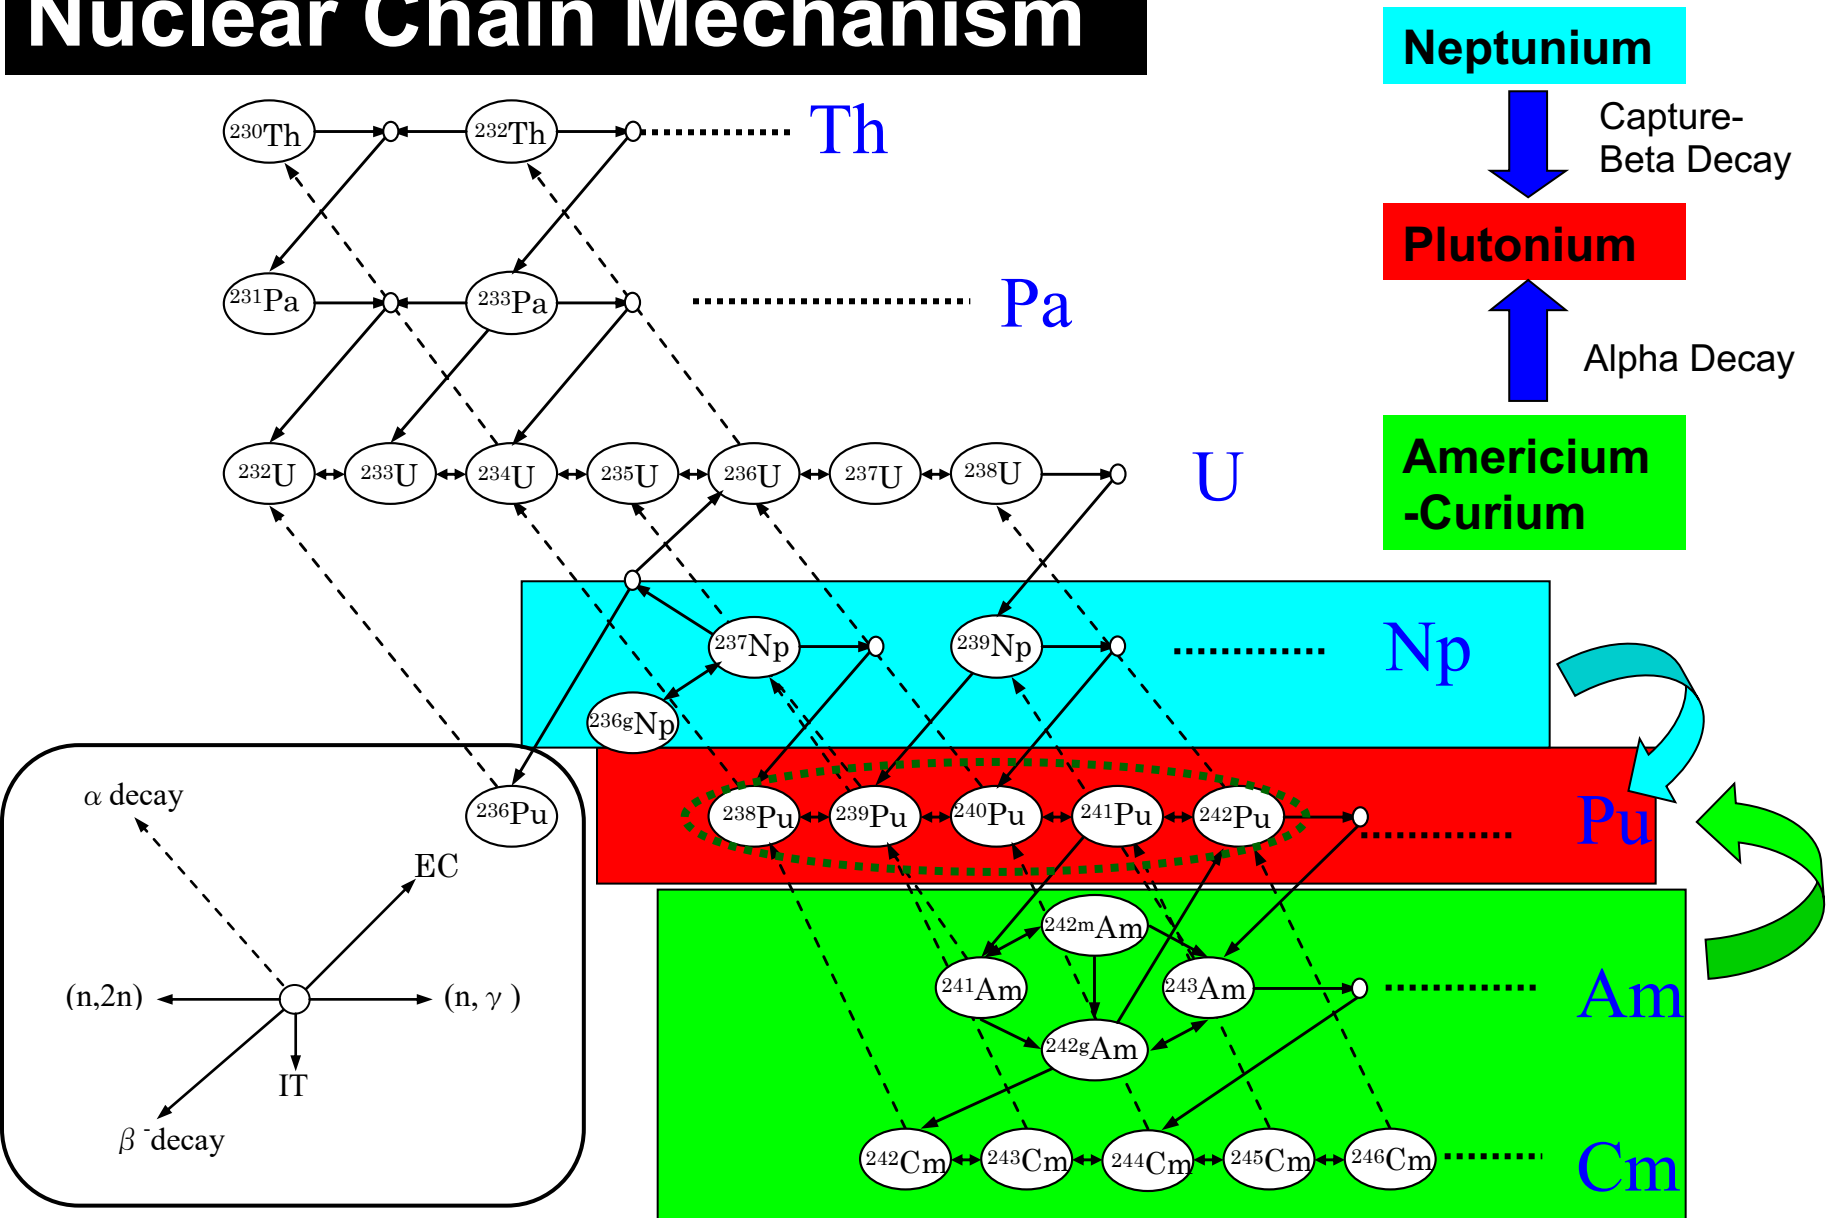 Nuclear Chain Mechanism
Neptunium
Capture-
Beta Decay
Plutonium
Alpha Decay
Americium
-Curium
230Th
232Th
Th
231Pa
233Pa
Pa
232U
233U
234U
235U
236U
237U
238U
U
237Np
239Np
Np
236gNp
236Pu
238Pu
239Pu
240Pu
241Pu
242Pu
Pu
242mAm
241Am
243Am
Am
242gAm
242Cm
243Cm
244Cm
245Cm
246Cm
Cm
α decay
EC
(n,2n)
(n, γ )
IT
β -decay